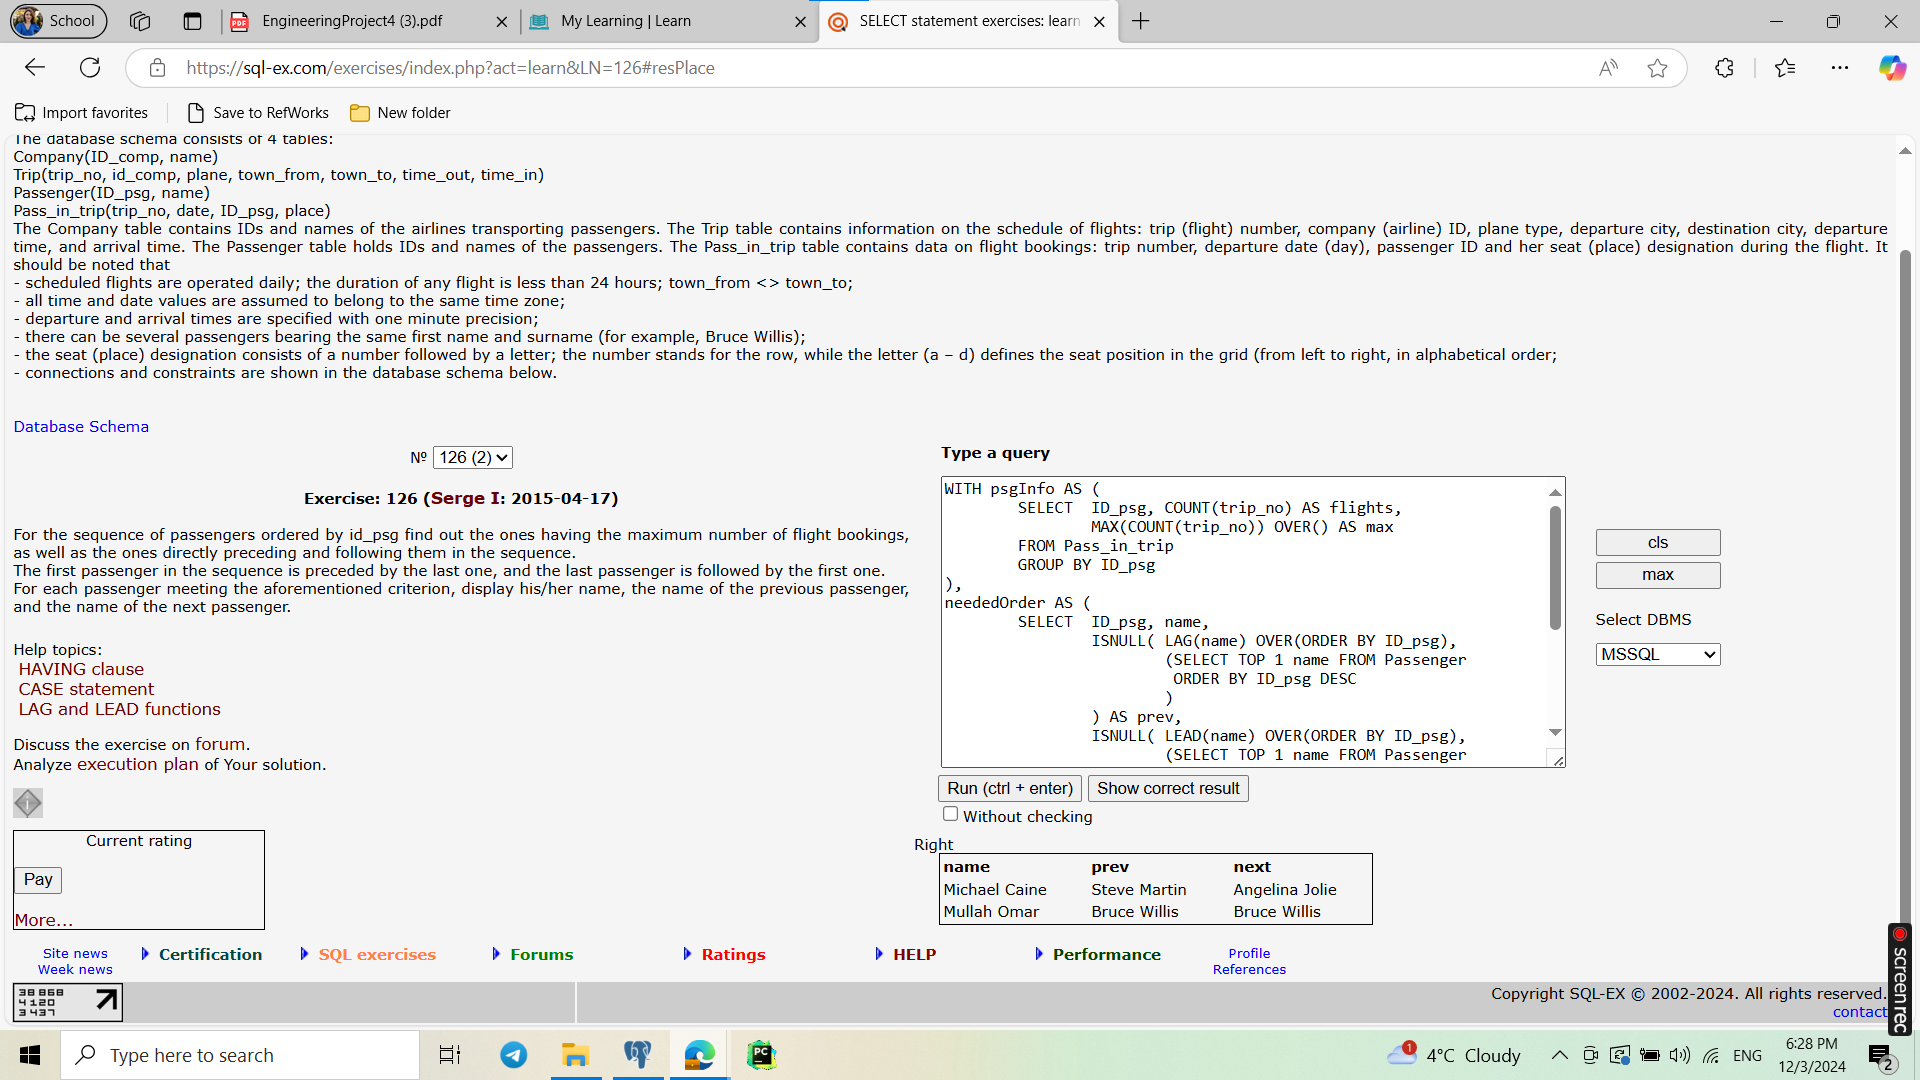 School
EngineeringProject4 (3).pdf
My Learning | Learn
SELECT statement exercises: learn
https://sql-ex.com/exercises/index.php?act=learn&LN=126#resPlace
Import favorites
Save to RefWorks
New folder
The database schema consists of 4 tables:
Company(ID_comp, name)
Trip(trip_no, id_comp, plane, town_from, town_to, time_out, time_in)
Passenger(ID_psg, name)
Pass_in_trip(trip_no, date, ID_psg, place)
The Company table contains IDs and names of the airlines transporting passengers. The Trip table contains information on the schedule of flights: trip (flight) number, company (airline) ID, plane type, departure city, destination city, departure
time, and arrival time. The Passenger table holds IDs and names of the passengers. The Pass_in_trip table contains data on flight bookings: trip number, departure date (day), passenger ID and her seat (place) designation during the flight. It
should be noted that
- scheduled flights are operated daily; the duration of any flight is less than 24 hours; town_from <> town_to;
- all time and date values are assumed to belong to the same time zone;
- departure and arrival times are specified with one minute precision;
- there can be several passengers bearing the same first name and surname (for example, Bruce Willis);
- the seat (place) designation consists of a number followed by a letter; the number stands for the row, while the letter (a – d) defines the seat position in the grid (from left to right, in alphabetical order;
- connections and constraints are shown in the database schema below.
Database Schema
№ 126 (2)
Exercise: 126 (Serge I: 2015-04-17)
For the sequence of passengers ordered by id_psg find out the ones having the maximum number of flight bookings,
as well as the ones directly preceding and following them in the sequence.
The first passenger in the sequence is preceded by the last one, and the last passenger is followed by the first one.
For each passenger meeting the aforementioned criterion, display his/her name, the name of the previous passenger,
and the name of the next passenger.
Help topics:
HAVING clause
CASE statement
LAG and LEAD functions
Discuss the exercise on forum.
Analyze execution plan of Your solution.
Current rating
Pay
More...
Type a query
WITH psgInfo AS (
SELECT ID_psg, COUNT(trip_no) AS flights,
MAX(COUNT(trip_no)) OVER() AS max
FROM Pass_in_trip
GROUP BY ID_psg
),
neededOrder AS (
SELECT ID_psg, name,
ISNULL( LAG(name) OVER(ORDER BY ID_psg),
(SELECT TOP 1 name FROM Passenger
ORDER BY ID_psg DESC
)
) AS prev,
ISNULL( LEAD(name) OVER(ORDER BY ID_psg),
(SELECT TOP 1 name FROM Passenger
cls
max
Select DBMS
MSSQL
Run (ctrl + enter)
Show correct result
Without checking
Right
name prev next
Michael Caine Steve Martin Angelina Jolie
Mullah Omar Bruce Willis Bruce Willis
Site news
Week news
Certification
SQL exercises
Forums
Ratings
HELP
Performance
Profile
References
38 868
4 120
3 437
Copyright SQL-EX © 2002-2024. All rights reserved.
contact
screenrec
Type here to search
PC
1
4°C Cloudy
ENG
6:28 PM
12/3/2024
2